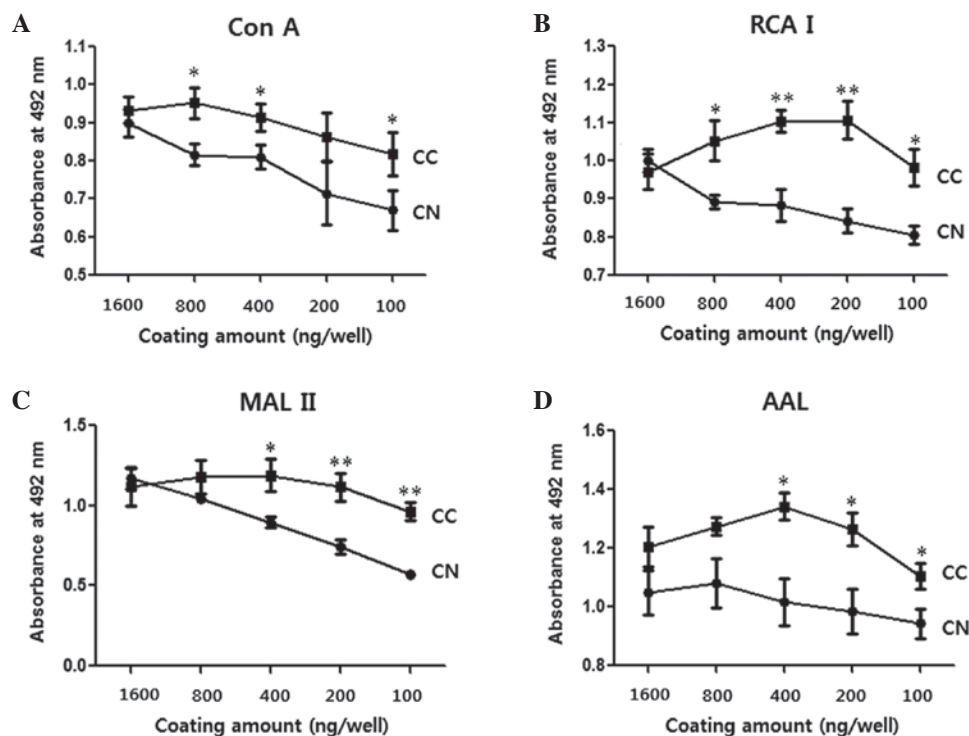 A
Con A
Absorbance at 492 nm
1.1
1.0
0.9
0.8
0.7
0.6
0.5
*
*
*
CC
CN
1600
800
400
200
100
Coating amount (ng/well)
B
RCA I
Absorbance at 492 nm
1.3
1.2
1.1
1.0
0.9
0.8
0.7
*
**
**
*
CC
CN
1600
800
400
200
100
Coating amount (ng/well)
C
MAL II
Absorbance at 492 nm
1.5
1.0
0.5
0.0
*
**
**
CC
CN
1600
800
400
200
100
Coating amount (ng/well)
D
AAL
Absorbance at 492 nm
1.6
1.4
1.2
1.0
0.8
*
*
*
CC
CN
1600
800
400
200
100
Coating amount (ng/well)